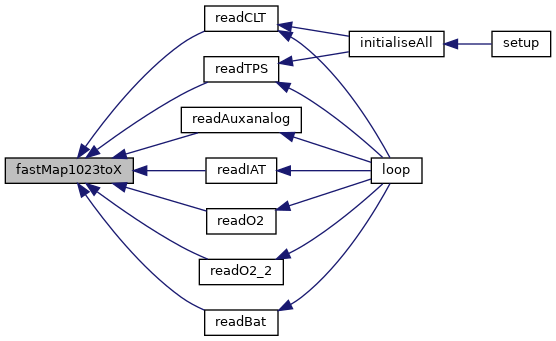 readCLT
initialiseAll
setup
readTPS
readAuxanalog
fastMap1023toX
readIAT
loop
readO2
readO2_2
readBat